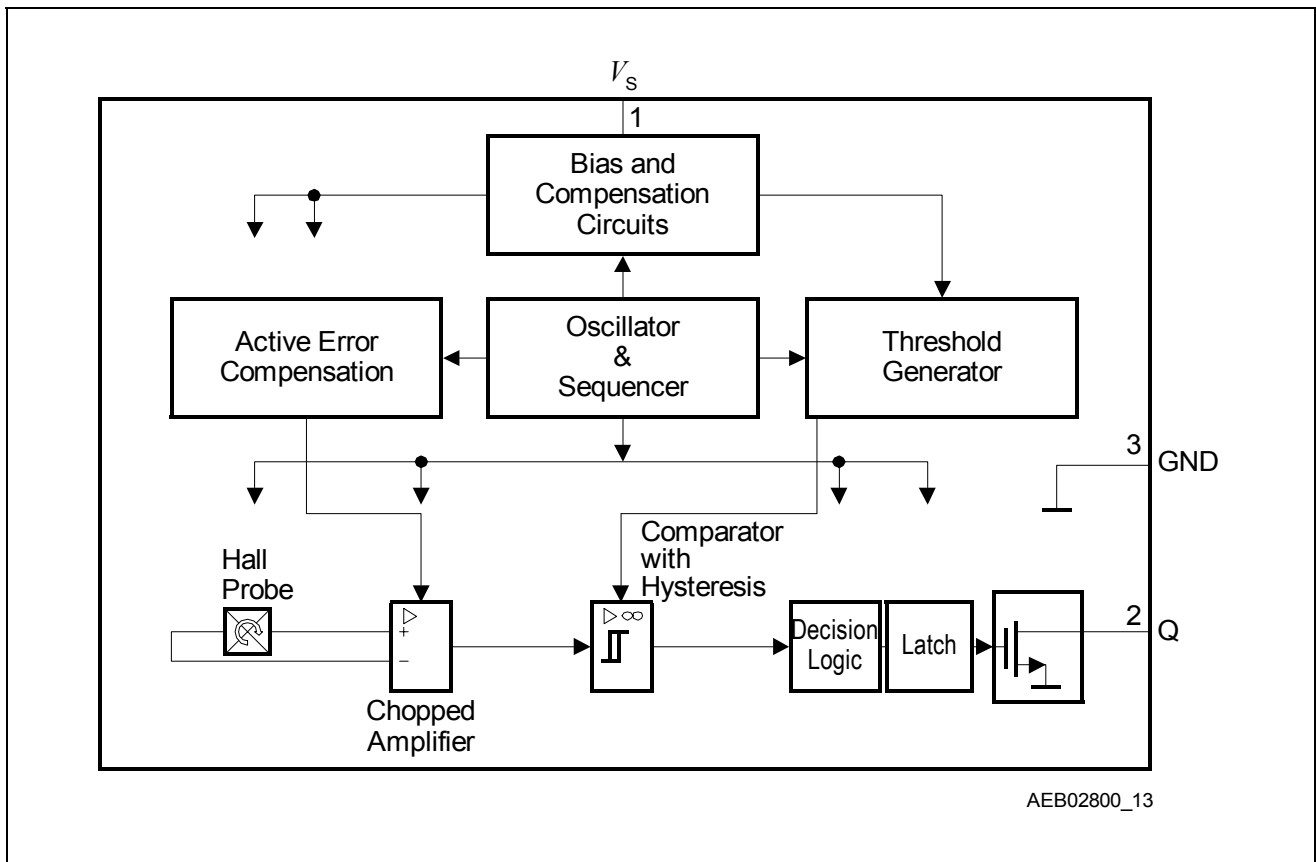 VS
1
Bias and
Compensation
Circuits
Active Error
Compensation
Oscillator
&
Sequencer
Threshold
Generator
3
GND
Comparator
with
Hysteresis
Hall
Probe
▷
+
−
▷ ∞
Decision
Logic
Latch
2
Q
Chopped
Amplifier
AEB02800_13